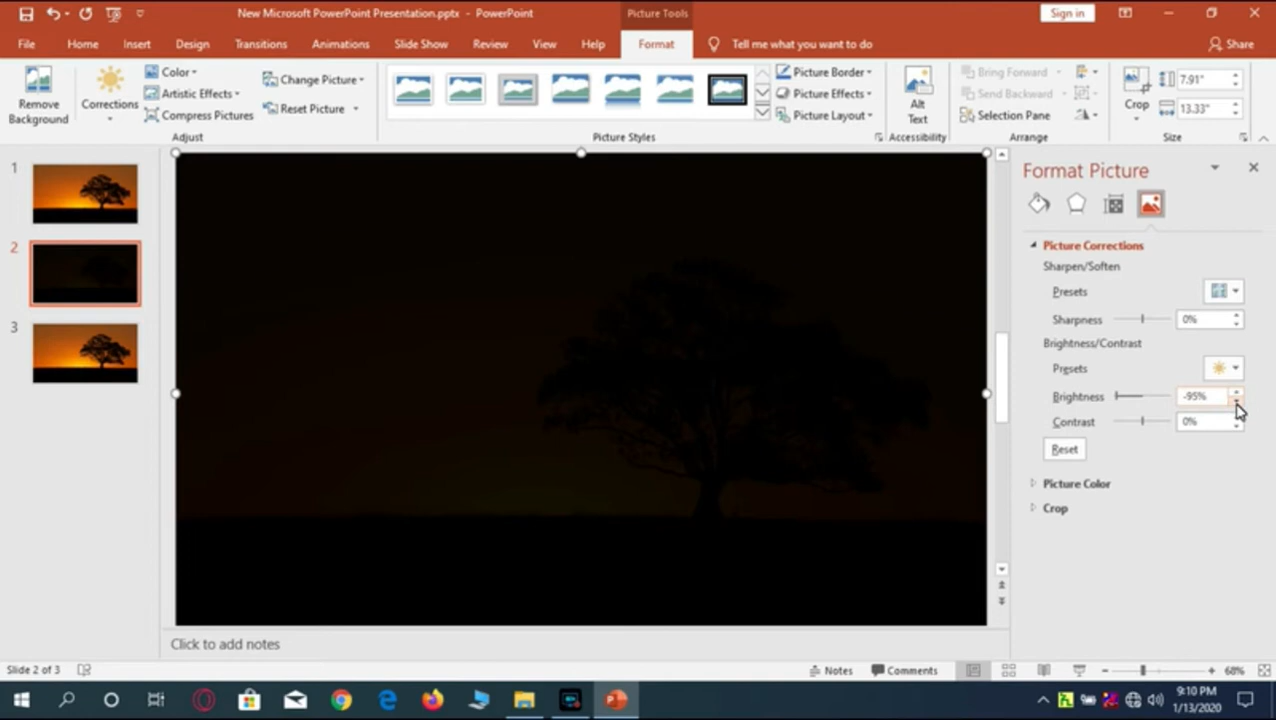 New Microsoft PowerPoint Presentation.pptx - PowerPoint
Picture Tools
Sign in
File
Home
Insert
Design
Transitions
Animations
Slide Show
Review
View
Help
Format
Tell me what you want to do
Share
Remove
Background
Corrections
Color
Artistic Effects
Compress Pictures
Change Picture
Reset Picture
Picture Border
Picture Effects
Picture Layout
Alt
Text
Bring Forward
Send Backward
Selection Pane
Crop
7.91"
13.33"
Adjust
Picture Styles
Accessibility
Arrange
Size
1
2
3
Format Picture
Picture Corrections
Sharpen/Soften
Presets
Sharpness
0%
Brightness/Contrast
Presets
Brightness
-95%
Contrast
0%
Reset
Picture Color
Crop
Click to add notes
Slide 2 of 3
Notes
Comments
68%
9:10 PM
1/13/2020